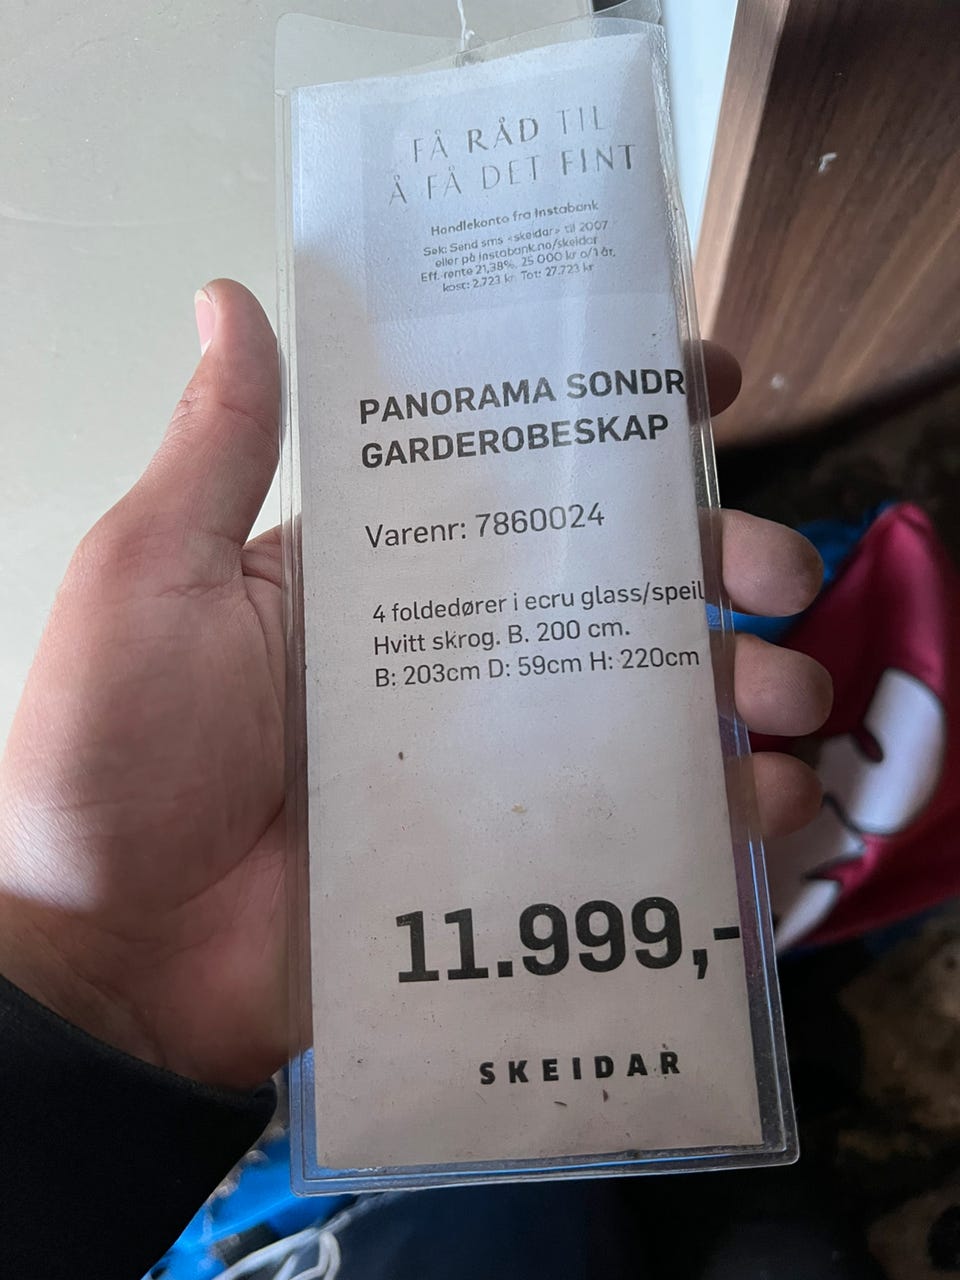 FÅ RÅD TIL
Å FÅ DET FINT
Handlekonto fra Instabank
Søk: Send sms «skeidar» til 2007
eller på instabank.no/skeidar
Eff. rente 21,38%, 25 000 kr o/1 år,
kost: 2.723 kr Tot: 27.723 kr
PANORAMA SONDR
GARDEROBESKAP
Varenr: 7860024
4 foldedører i ecru glass/speil
Hvitt skrog. B. 200 cm.
B: 203cm D: 59cm H: 220cm
11.999,-
SKEIDAR